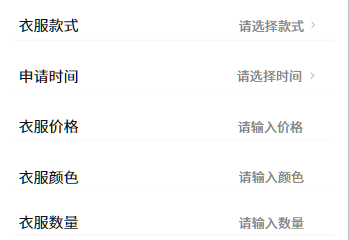 衣服款式 请选择款式
申请时间 请选择时间
衣服价格 请输入价格
衣服颜色 请输入颜色
衣服数量 请输入数量